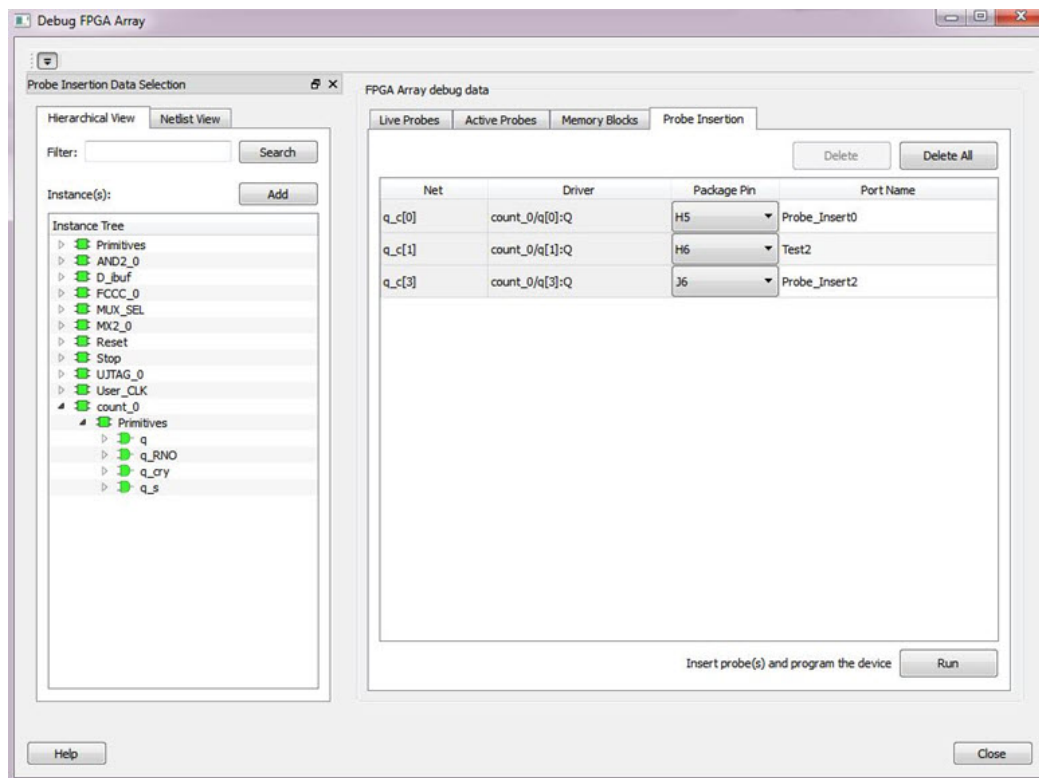 Debug FPGA Array
Probe Insertion Data Selection
Hierarchical View Netlist View
Filter: Search
Instance(s): Add
Instance Tree
Primitives
AND2_0
D_ibuf
FCCC_0
MUX_SEL
MX2_0
Reset
Stop
UJTAG_0
User_CLK
count_0
Primitives
q
q_RNO
q_cry
q_s
FPGA Array debug data
Live Probes Active Probes Memory Blocks Probe Insertion
Delete Delete All
Net Driver Package Pin Port Name
q_c[0] count_0/q[0]:Q H5 Probe_Insert0
q_c[1] count_0/q[1]:Q H6 Test2
q_c[3] count_0/q[3]:Q J6 Probe_Insert2
Insert probe(s) and program the device Run
Help Close